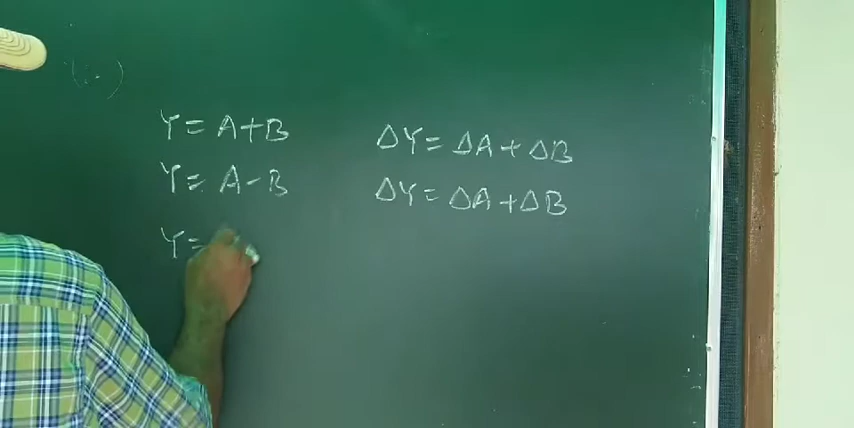 Y = A + B    ΔY = ΔA + ΔB
Y = A - B    ΔY = ΔA + ΔB
Y =